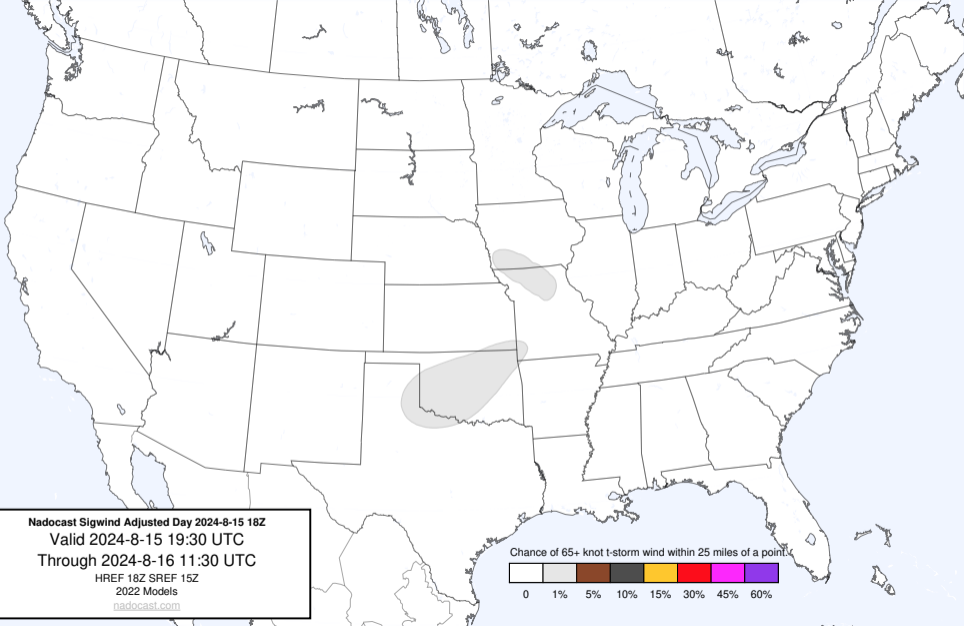 Nadocast Sigwind Adjusted Day 2024-8-15 18Z
Valid 2024-8-15 19:30 UTC
Through 2024-8-16 11:30 UTC
HREF 18Z SREF 15Z
2022 Models
nadocast.com
Chance of 65+ knot t-storm wind within 25 miles of a point.
0 1% 5% 10% 15% 30% 45% 60%